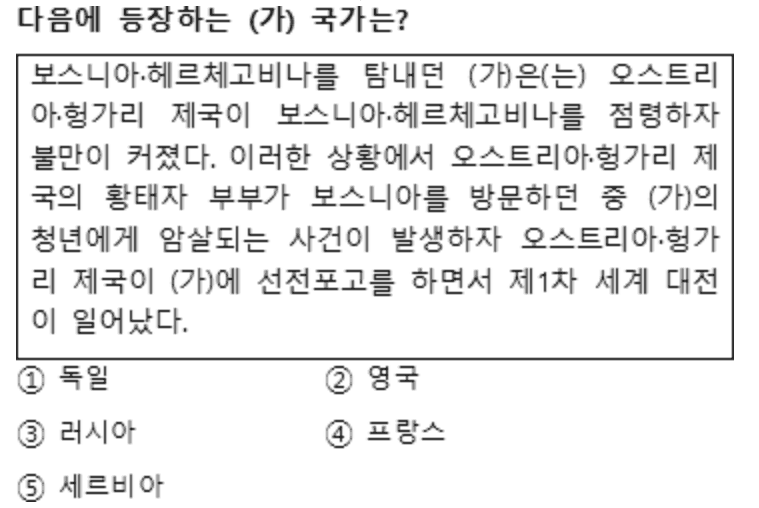 다음에 등장하는 (가) 국가는?
보스니아·헤르체고비나를 탐내던 (가)은(는) 오스트리
아·헝가리 제국이 보스니아·헤르체고비나를 점령하자
불만이 커졌다. 이러한 상황에서 오스트리아·헝가리 제
국의 황태자 부부가 보스니아를 방문하던 중 (가)의
청년에게 암살되는 사건이 발생하자 오스트리아·헝가
리 제국이 (가)에 선전포고를 하면서 제1차 세계 대전
이 일어났다.
① 독일 ② 영국
③ 러시아 ④ 프랑스
⑤ 세르비아